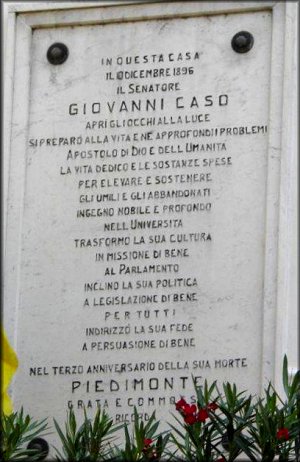 IN QUESTA CASA
IL 10 DICEMBRE 1896
IL SENATORE
GIOVANNI CASO
APRÌ GLI OCCHI ALLA LUCE
SI PREPARÒ ALLA VITA E NE APPROFONDÌ I PROBLEMI
APOSTOLO DI DIO E DELL'UMANITÀ
LA VITA DEDICÒ E LE SOSTANZE SPESE
PER ELEVARE E SOSTENERE
GLI UMILI E GLI ABBANDONATI
INGEGNO NOBILE E PROFONDO
NELL'UNIVERSITÀ
TRASFORMÒ LA SUA CULTURA
IN MISSIONE DI BENE
AL PARLAMENTO
INCLINÒ LA SUA POLITICA
A LEGISLAZIONE DI BENE
PER TUTTI
INDIRIZZÒ LA SUA FEDE
A PERSUASIONE DI BENE
NEL TERZO ANNIVERSARIO DELLA SUA MORTE
PIEDIMONTE
GRATA E COMMOSSA
RICORDA